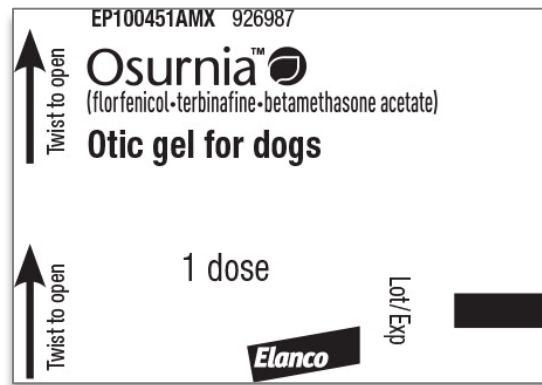 EP100451AMX 926987
Twist to open
Osurnia™
(florfenicol•terbinafine•betamethasone acetate)
Otic gel for dogs
Twist to open
1 dose
Lot/Exp
Elanco